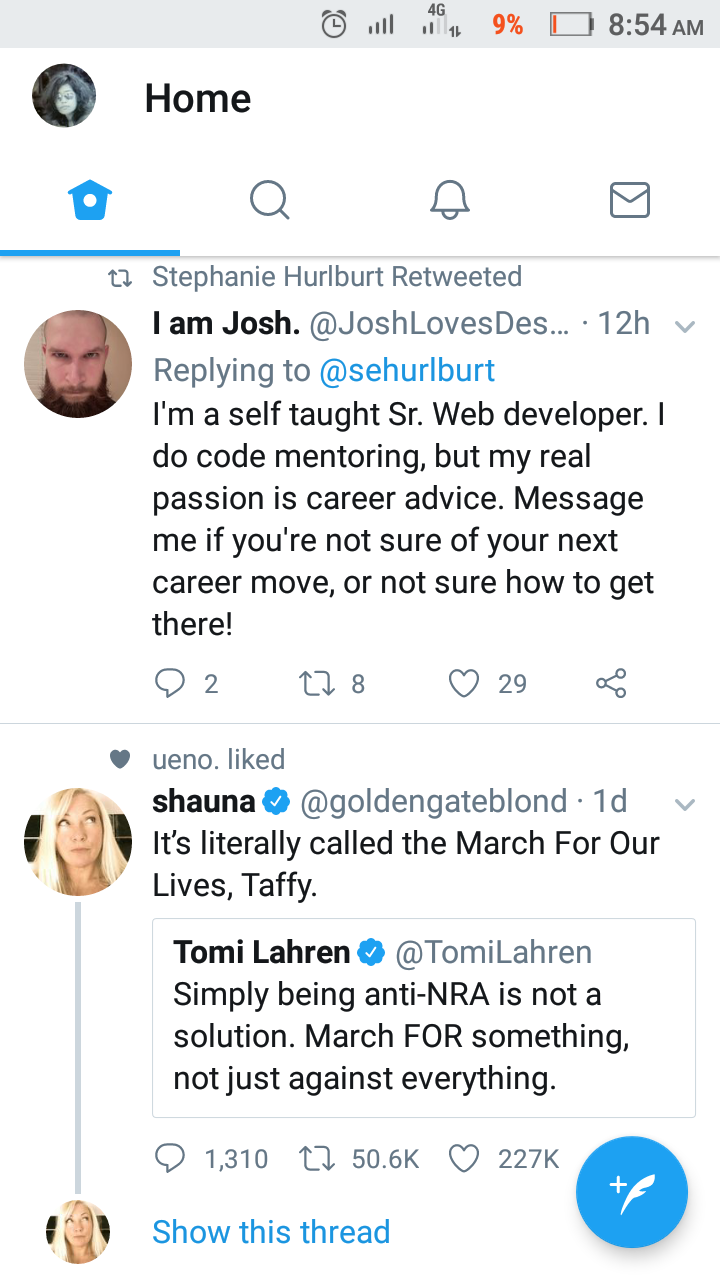 4G 9% 8:54 AM
Home
Stephanie Hurlburt Retweeted
I am Josh. @JoshLovesDes... · 12h
Replying to @sehurlburt
I'm a self taught Sr. Web developer. I
do code mentoring, but my real
passion is career advice. Message
me if you're not sure of your next
career move, or not sure how to get
there!
2 8 29
ueno. liked
shauna @goldengateblond · 1d
It’s literally called the March For Our
Lives, Taffy.
Tomi Lahren @TomiLahren
Simply being anti-NRA is not a
solution. March FOR something,
not just against everything.
1,310 50.6K 227K
Show this thread